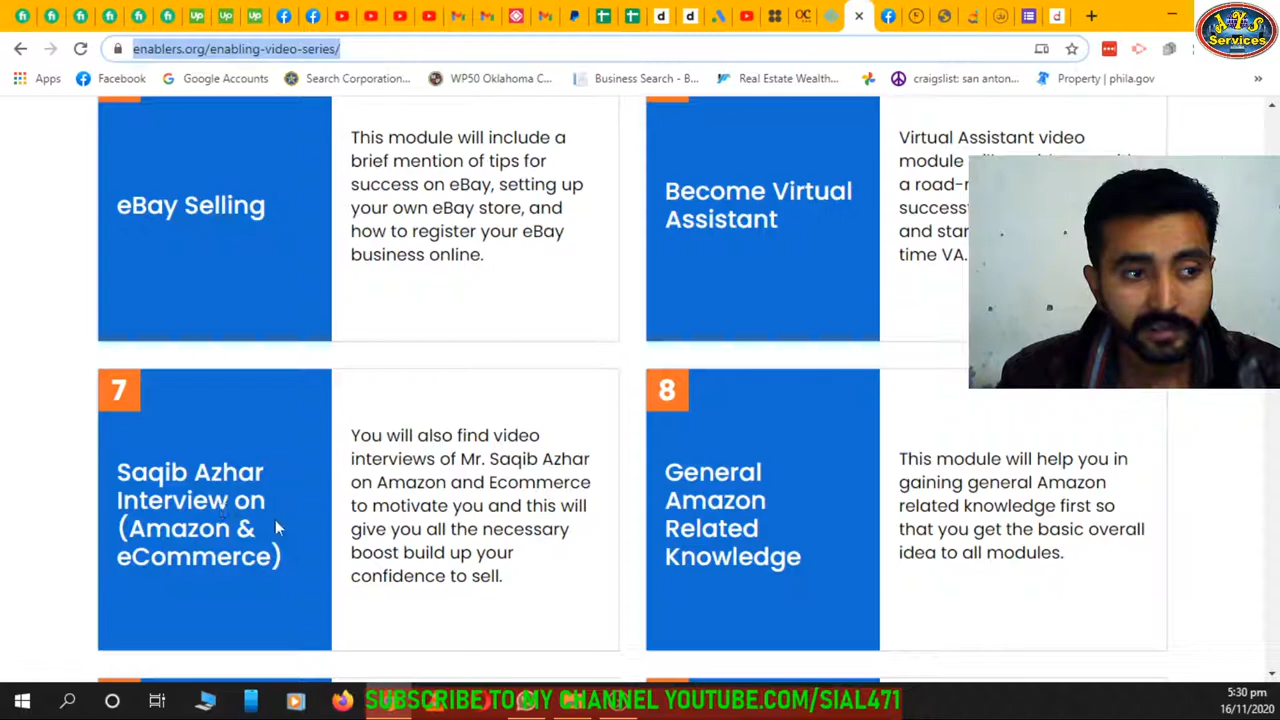 AYS
Services
enablers.org/enabling-video-series/
Apps
Facebook
Google Accounts
Search Corporation...
WP50 Oklahoma C...
Business Search - B...
Real Estate Wealth...
craigslist: san anton...
Property | phila.gov
eBay Selling
This module will include a
brief mention of tips for
success on eBay, setting up
your own eBay store, and
how to register your eBay
business online.
Become Virtual
Assistant
Virtual Assistant video
module
a road-
success
and star
time VA.
7
Saqib Azhar
Interview on
(Amazon &
eCommerce)
You will also find video
interviews of Mr. Saqib Azhar
on Amazon and Ecommerce
to motivate you and this will
give you all the necessary
boost build up your
confidence to sell.
8
General
Amazon
Related
Knowledge
This module will help you in
gaining general Amazon
related knowledge first so
that you get the basic overall
idea to all modules.
SUBSCRIBE TO MY CHANNEL YOUTUBE.COM/SIAL471
5:30 pm
16/11/2020